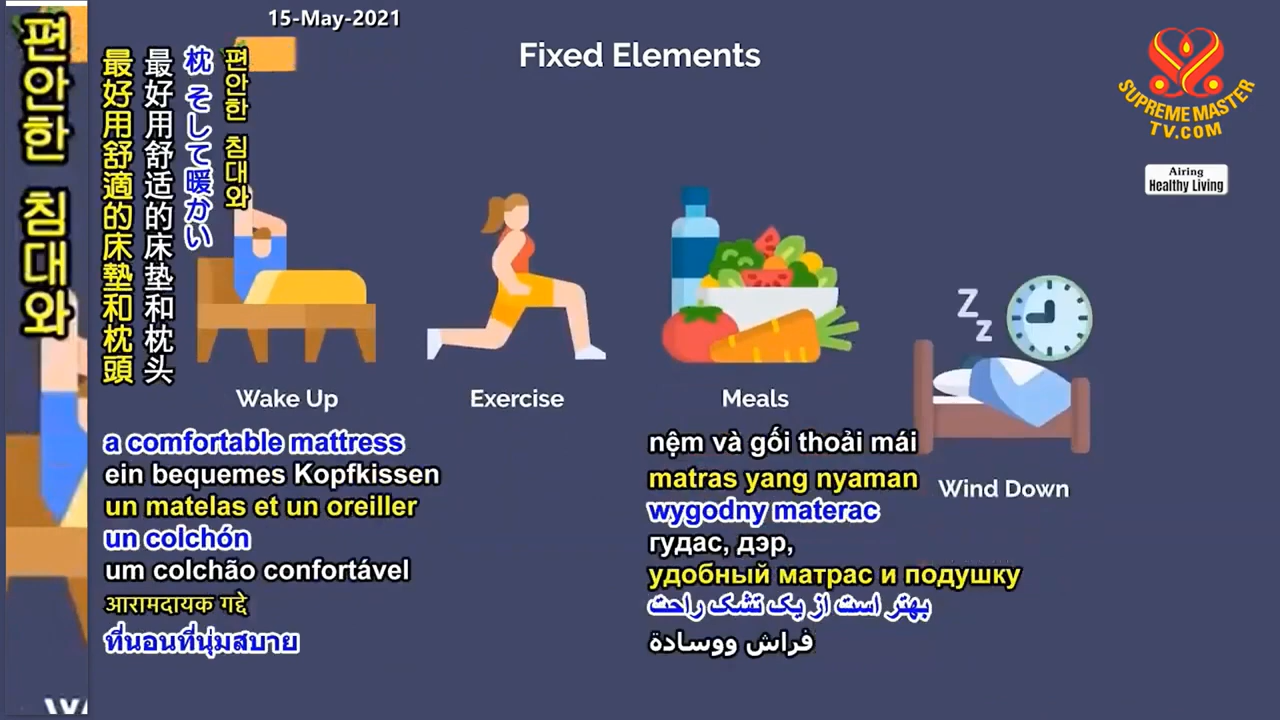 15-May-2021
Fixed Elements
SUPREME MASTER
TV.COM
Airing
Healthy Living
편안한 침대와
最好用舒適的床墊和枕頭
最好用舒适的床垫和枕头
枕 そして暖かい
편안한 침대와
Wake Up
Exercise
Meals
Wind Down
Z
z
a comfortable mattress
ein bequemes Kopfkissen
un matelas et un oreiller
un colchón
um colchão confortável
आरामदायक गद्दे
ที่นอนที่นุ่มสบาย
nệm và gối thoải mái
matras yang nyaman
wygodny materac
гудас, дэр,
удобный матрас и подушку
بهتر است از یک تشک راحت
فراش ووسادة